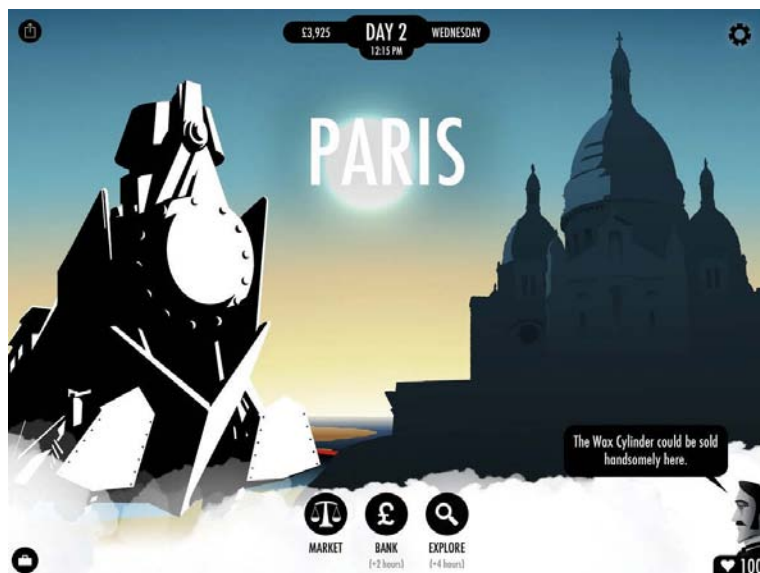 £3,925
DAY 2
12:15 PM
WEDNESDAY
PARIS
The Wax Cylinder could be sold
handsomely here.
£
MARKET
BANK
EXPLORE
(+2 hours)
(+4 hours)
100